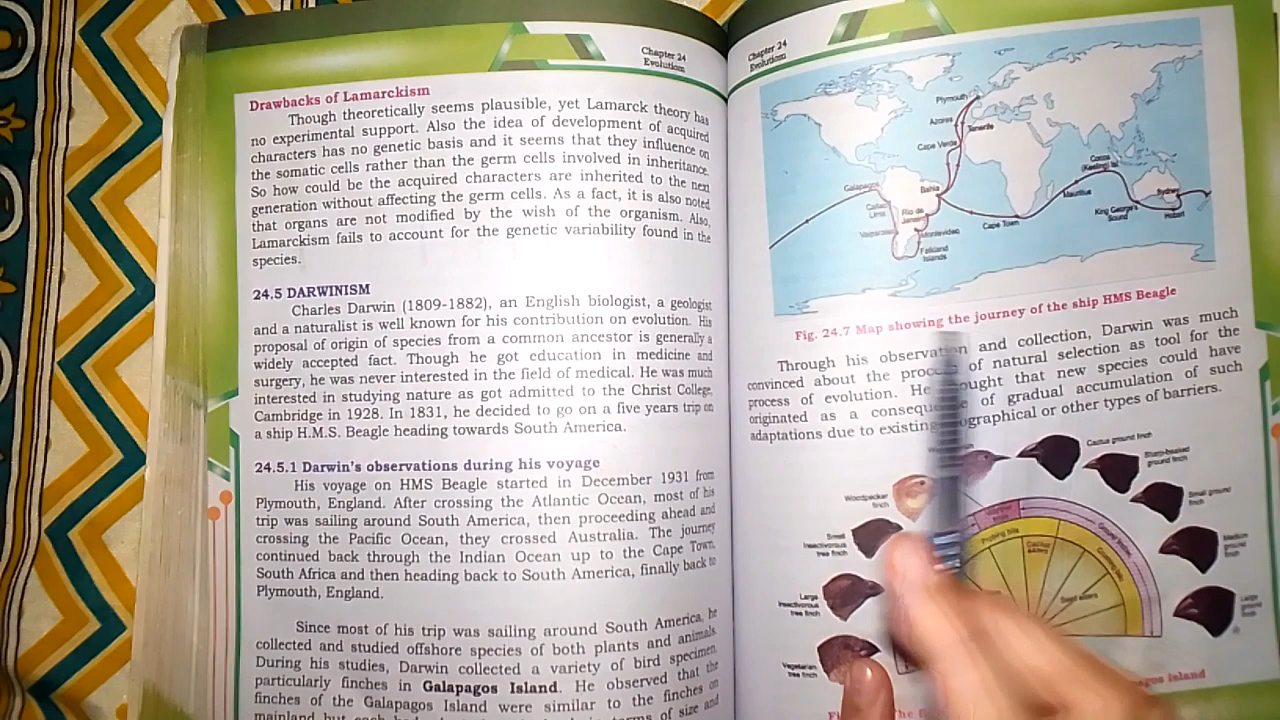 Chapter 24
Evolution
Drawbacks of Lamarckism
Though theoretically seems plausible, yet Lamarck theory has
no experimental support. Also the idea of development of acquired
characters has no genetic basis and it seems that they influence on
the somatic cells rather than the germ cells involved in inheritance.
So how could be the acquired characters are inherited to the next
generation without affecting the germ cells. As a fact, it is also noted
that organs are not modified by the wish of the organism. Also,
Lamarckism fails to account for the genetic variability found in the
species.
24.5 DARWINISM
Charles Darwin (1809-1882), an English biologist, a geologist
and a naturalist is well known for his contribution on evolution. His
proposal of origin of species from a common ancestor is generally a
widely accepted fact. Though he got education in medicine and
surgery, he was never interested in the field of medical. He was much
interested in studying nature as got admitted to the Christ College,
Cambridge in 1928. In 1831, he decided to go on a five years trip on
a ship H.M.S. Beagle heading towards South America.
24.5.1 Darwin's observations during his voyage
His voyage on HMS Beagle started in December 1931 from
Plymouth, England. After crossing the Atlantic Ocean, most of his
trip was sailing around South America, then proceeding ahead and
crossing the Pacific Ocean, they crossed Australia. The journey
continued back through the Indian Ocean up to the Cape Town,
South Africa and then heading back to South America, finally back to
Plymouth, England.
Since most of his trip was sailing around South America, he
collected and studied offshore species of both plants and animals.
During his studies, Darwin collected a variety of bird specimen,
particularly finches in Galapagos Island. He observed that the
finches of the Galapagos Island were similar to the finches on
mainland but each terms of size and
Chapter 24
Evolution
Plymouth
Azores
Tenerife
Cape Verde
Cocos
(Keeling) Is.
Galapagos
Bahia
Mauritius
Sydney
Callao
Lima
Rio de
Janeiro
King George's
Sound
Hobart
Valparaiso
Montevideo
Cape Town
Falkland
Islands
Fig. 24.7 Map showing the journey of the ship HMS Beagle
Through his observation and collection, Darwin was much
convinced about the process of natural selection as tool for the
process of evolution. He thought that new species could have
originated as a consequence of gradual accumulation of such
adaptations due to existing geographical or other types of barriers.
Cactus ground finch
Sharp-beaked
ground finch
Woodpecker
finch
Small ground
finch
Small
insectivorous
tree finch
Probing bills
Cactus
eaters
Medium
ground
finch
Large
insectivorous
tree finch
Seed eaters
Large
ground
finch
Vegetarian
tree finch
island